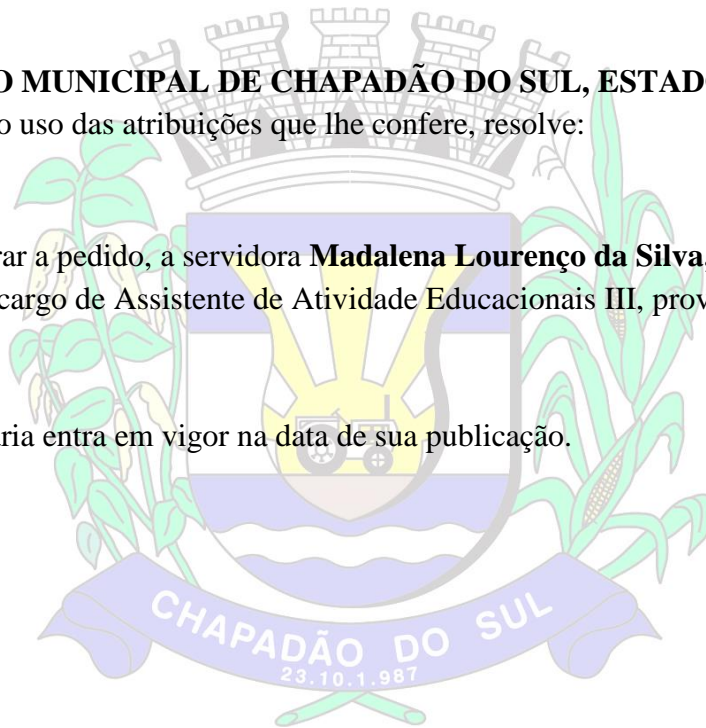 O MUNICIPAL DE CHAPADÃO DO SUL, ESTADO
o uso das atribuições que lhe confere, resolve:
rar a pedido, a servidora Madalena Lourenço da Silva,
cargo de Assistente de Atividade Educacionais III, prov
ria entra em vigor na data de sua publicação.
CHAPADÃO DO SUL
23.10.1.987